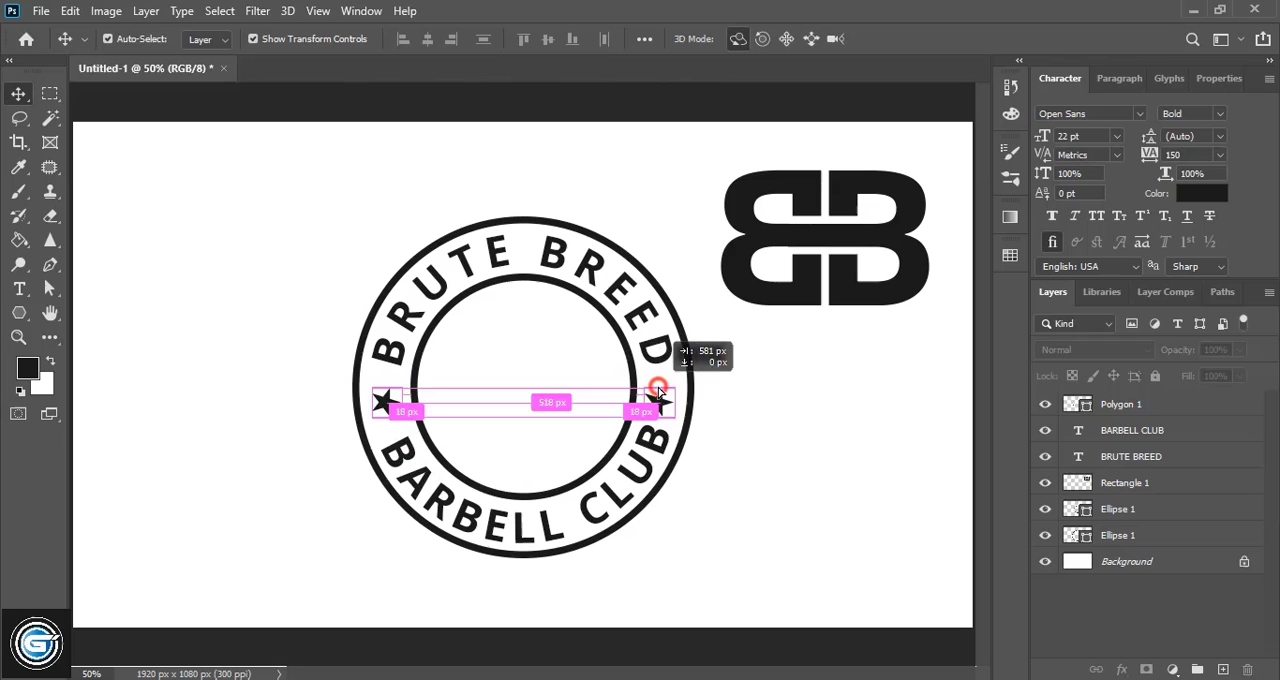 Ps File Edit Image Layer Type Select Filter 3D View Window Help
Auto-Select: Layer Show Transform Controls 3D Mode:
Untitled-1 @ 50% (RGB/8) * ×
Character Paragraph Glyphs Properties
Open Sans Bold
22 pt (Auto)
Metrics 150
100% 100%
0 pt Color:
English: USA Sharp
Layers Libraries Layer Comps Paths
Kind
Normal Opacity: 100%
Lock: Fill: 100%
Polygon 1
BARBELL CLUB
BRUTE BREED
Rectangle 1
Ellipse 1
Ellipse 1
Background
BRUTE BREED
BB
581 px
0 px
18 px 518 px 18 px
BARBELL CLUB
50% 1920 px x 1080 px (300 ppi)